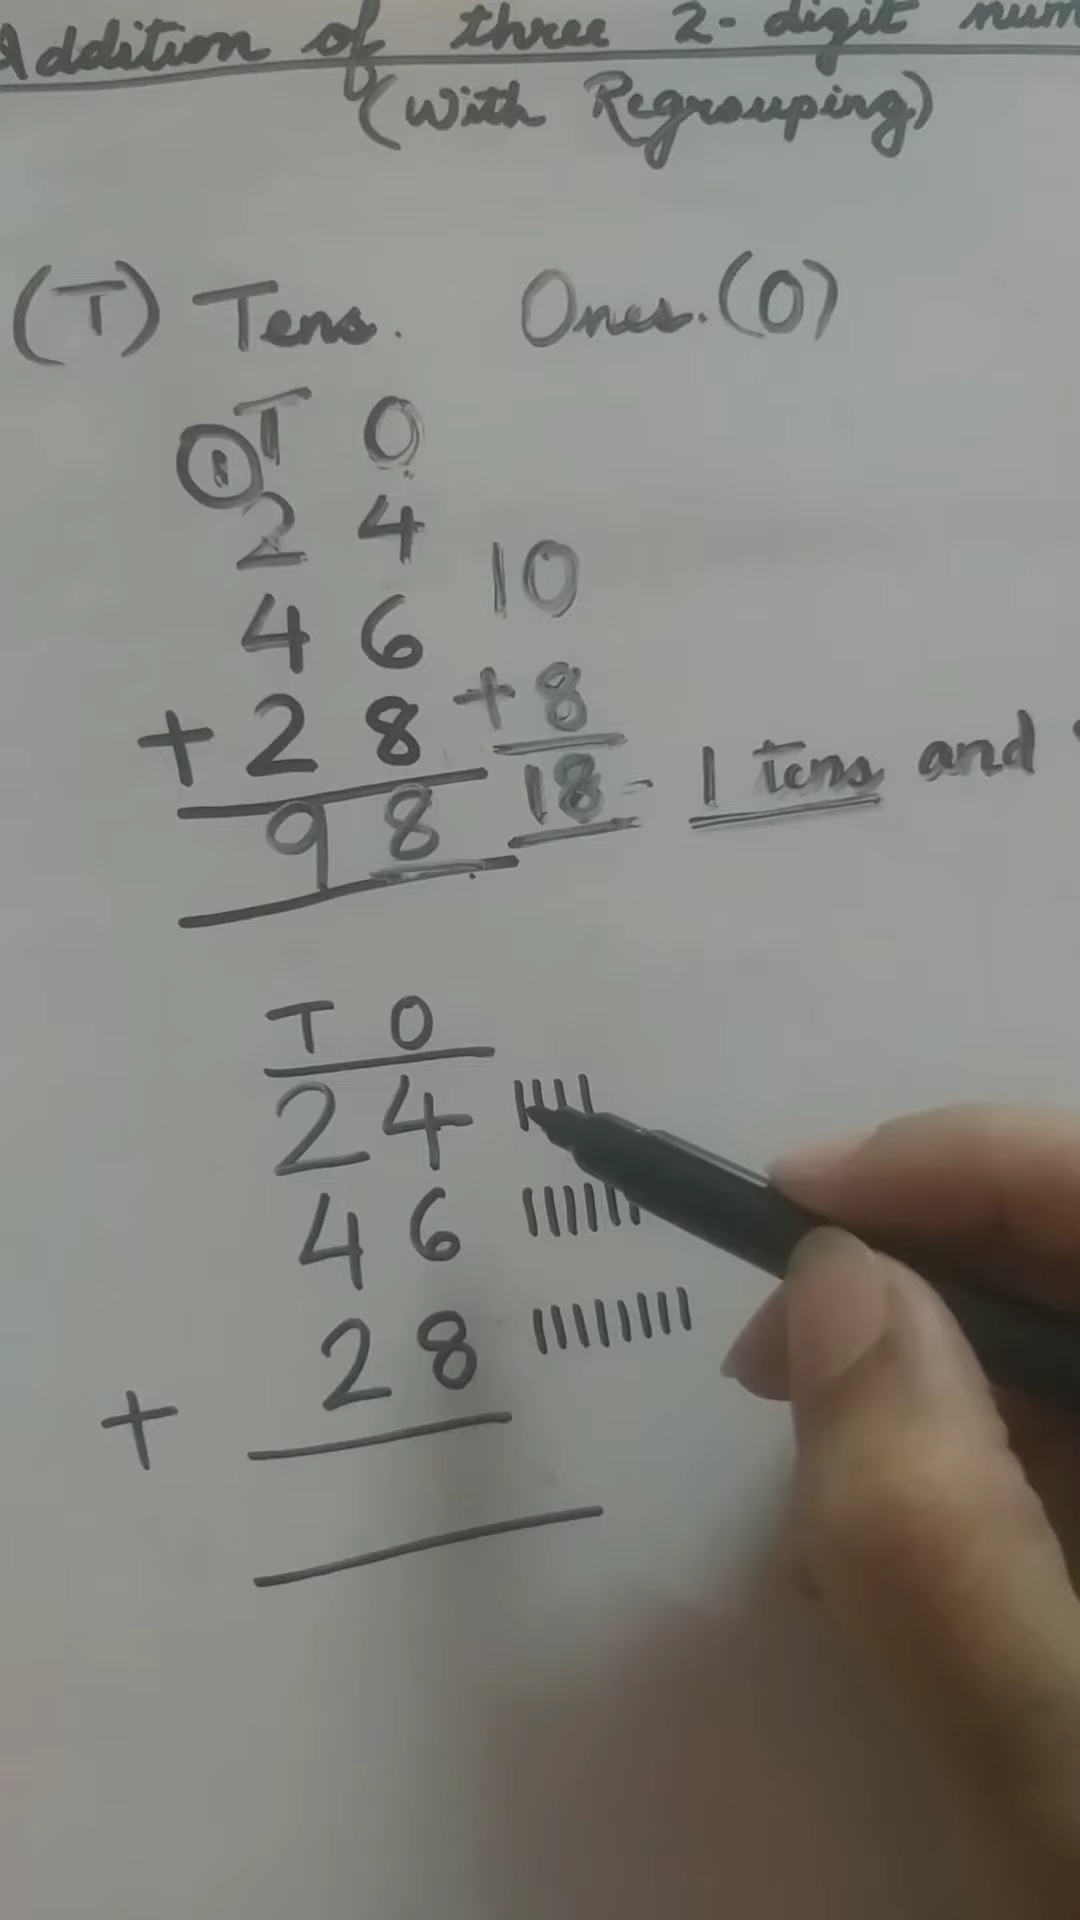 Addition of three 2-digit num
(With Regrouping)
(T) Tens. Ones. (O)
T O
1
2 4
4 6 10
+ 2 8 + 8
9 8 18 - 1 Tens and
T O
2 4 ||||
4 6 ||||||
2 8 ||||||||
+